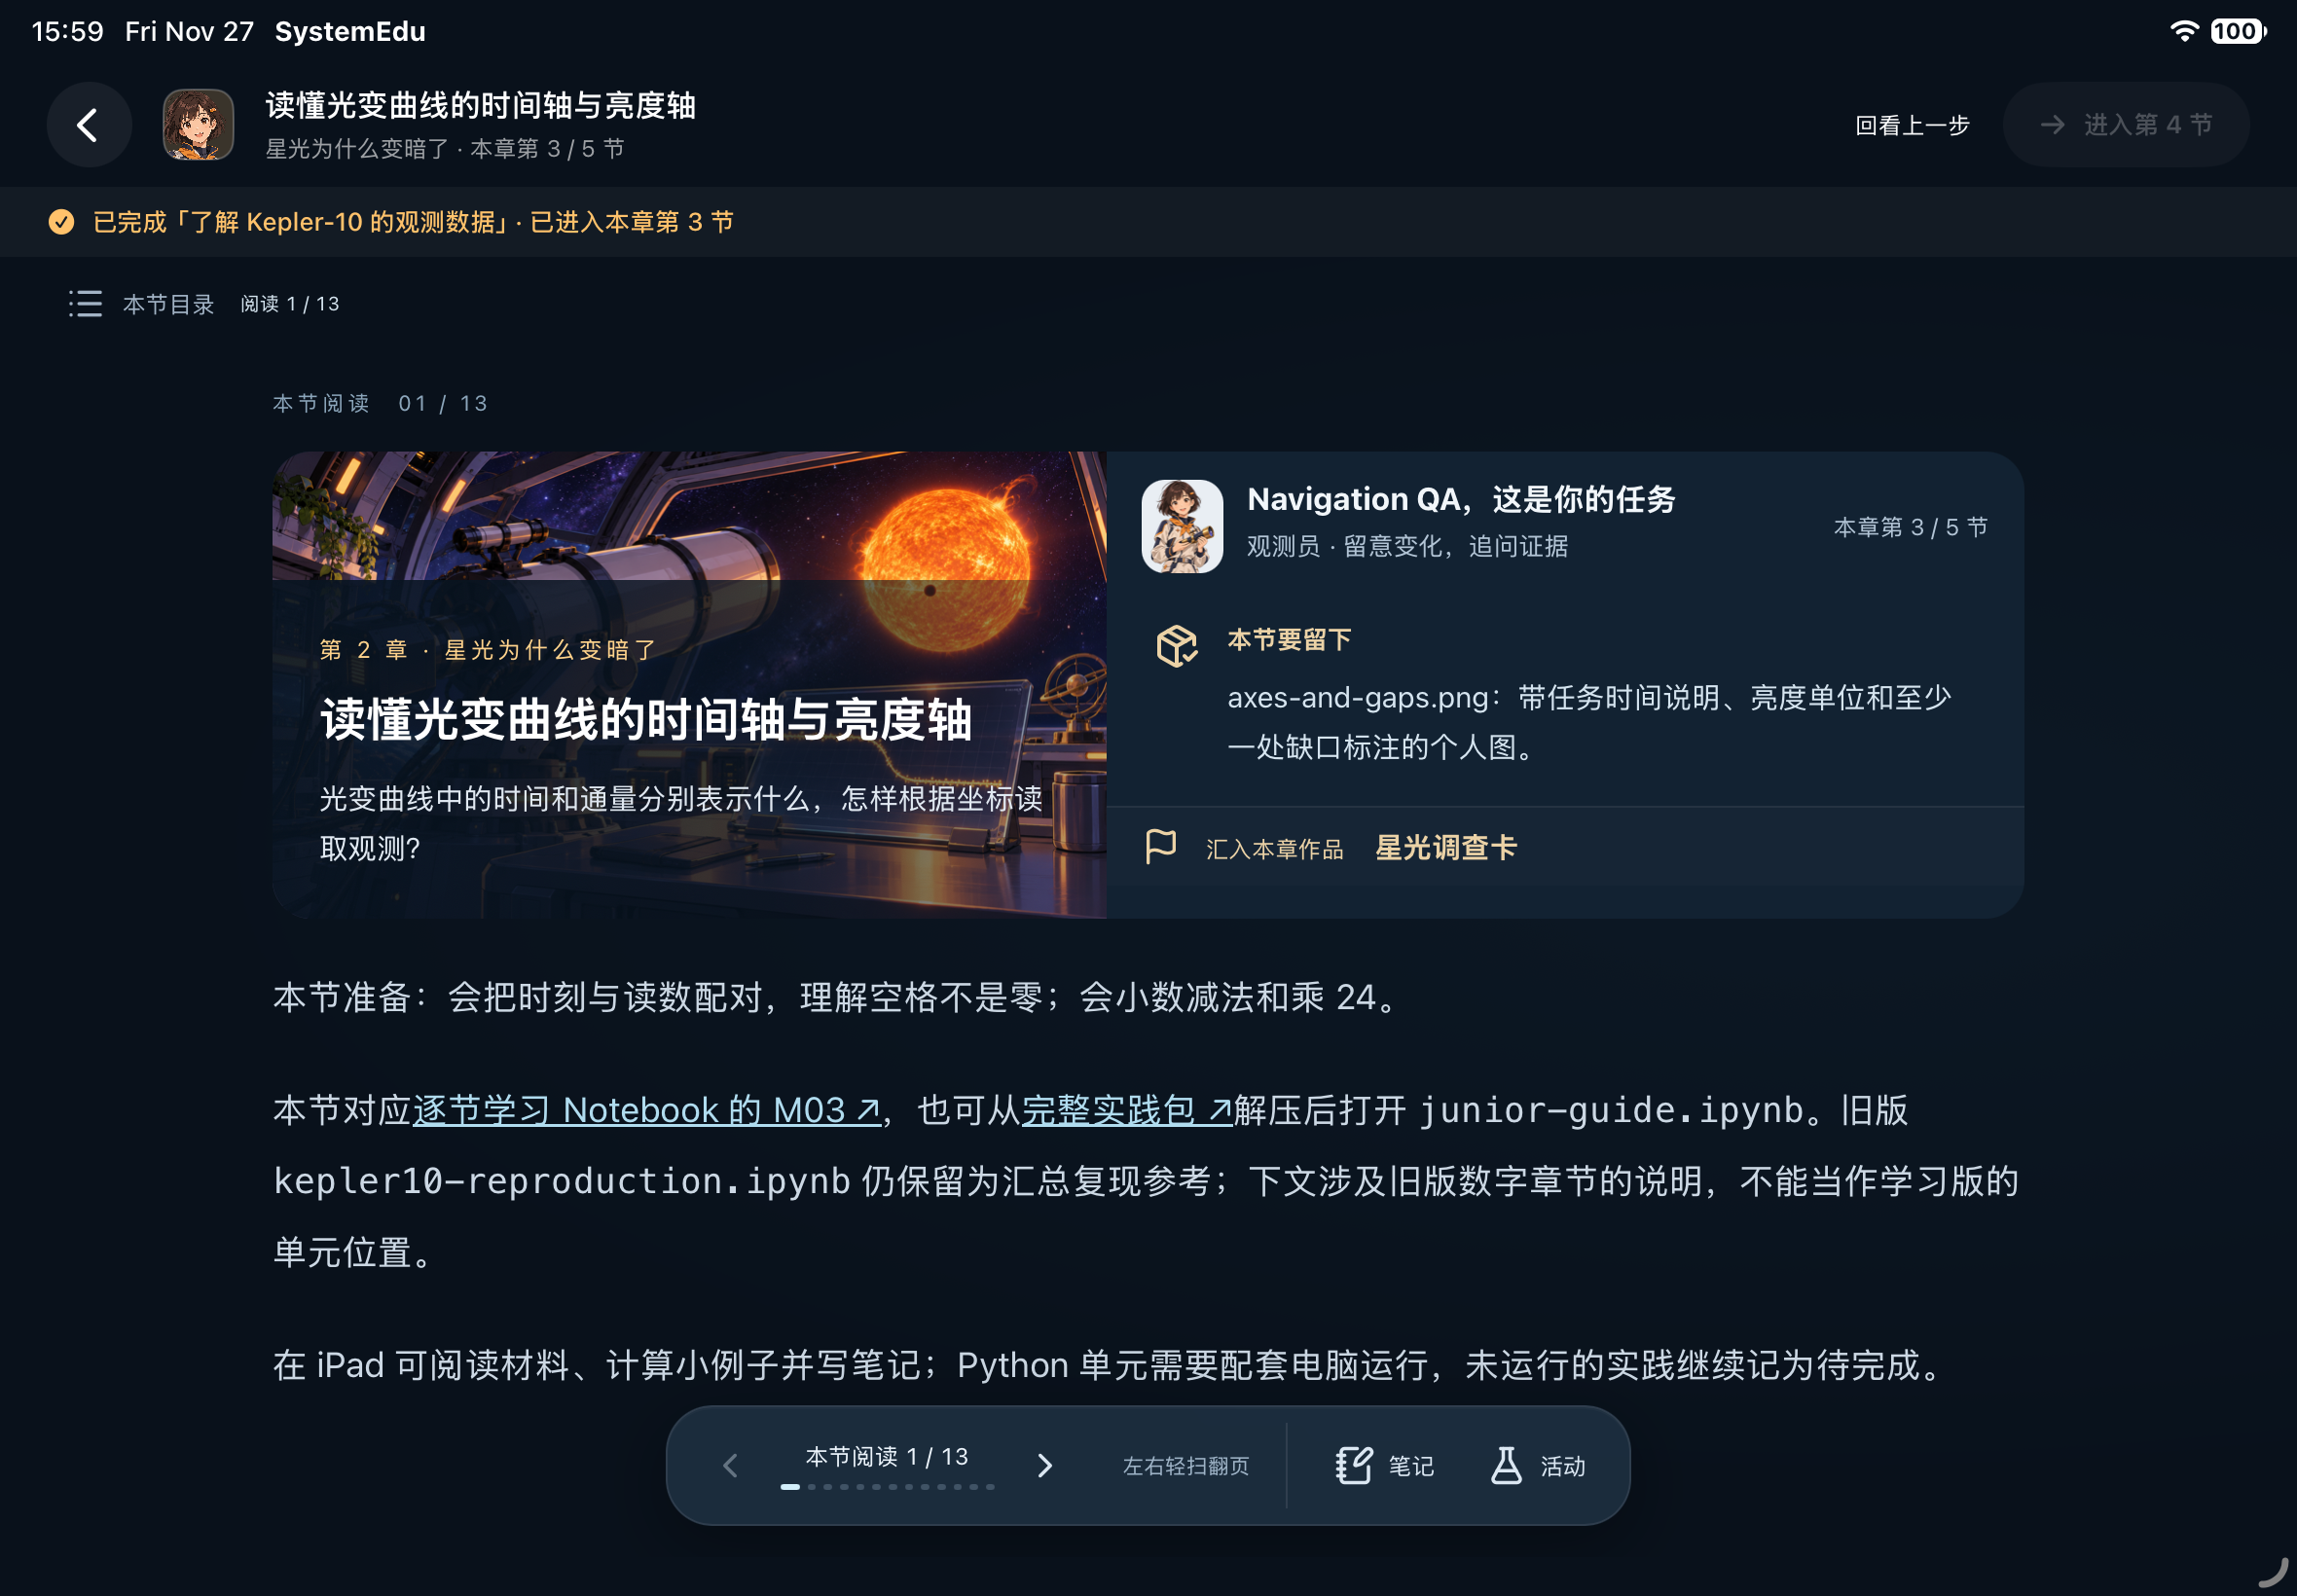 15:59 Fri Nov 27 SystemEdu
100
读懂光变曲线的时间轴与亮度轴
星光为什么变暗了 · 本章第 3 / 5 节
回看上一步
进入第 4 节
已完成「了解 Kepler-10 的观测数据」· 已进入本章第 3 节
本节目录 阅读 1 / 13
本节阅读 01 / 13
第 2 章 · 星光为什么变暗了
读懂光变曲线的时间轴与亮度轴
光变曲线中的时间和通量分别表示什么，怎样根据坐标读
取观测？
Navigation QA，这是你的任务
观测员 · 留意变化，追问证据
本章第 3 / 5 节
本节要留下
axes-and-gaps.png：带任务时间说明、亮度单位和至少
一处缺口标注的个人图。
汇入本章作品 星光调查卡
本节准备：会把时刻与读数配对，理解空格不是零；会小数减法和乘 24。
本节对应逐节学习 Notebook 的 M03 ↗，也可从完整实践包 ↗解压后打开 junior-guide.ipynb。旧版
kepler10-reproduction.ipynb 仍保留为汇总复现参考；下文涉及旧版数字章节的说明，不能当作学习版的
单元位置。
在 iPad 可阅读材料、计算小例子并写笔记；Python 单元需要配套电脑运行，未运行的实践继续记为待完成。
本节阅读 1 / 13
左右轻扫翻页
笔记
活动